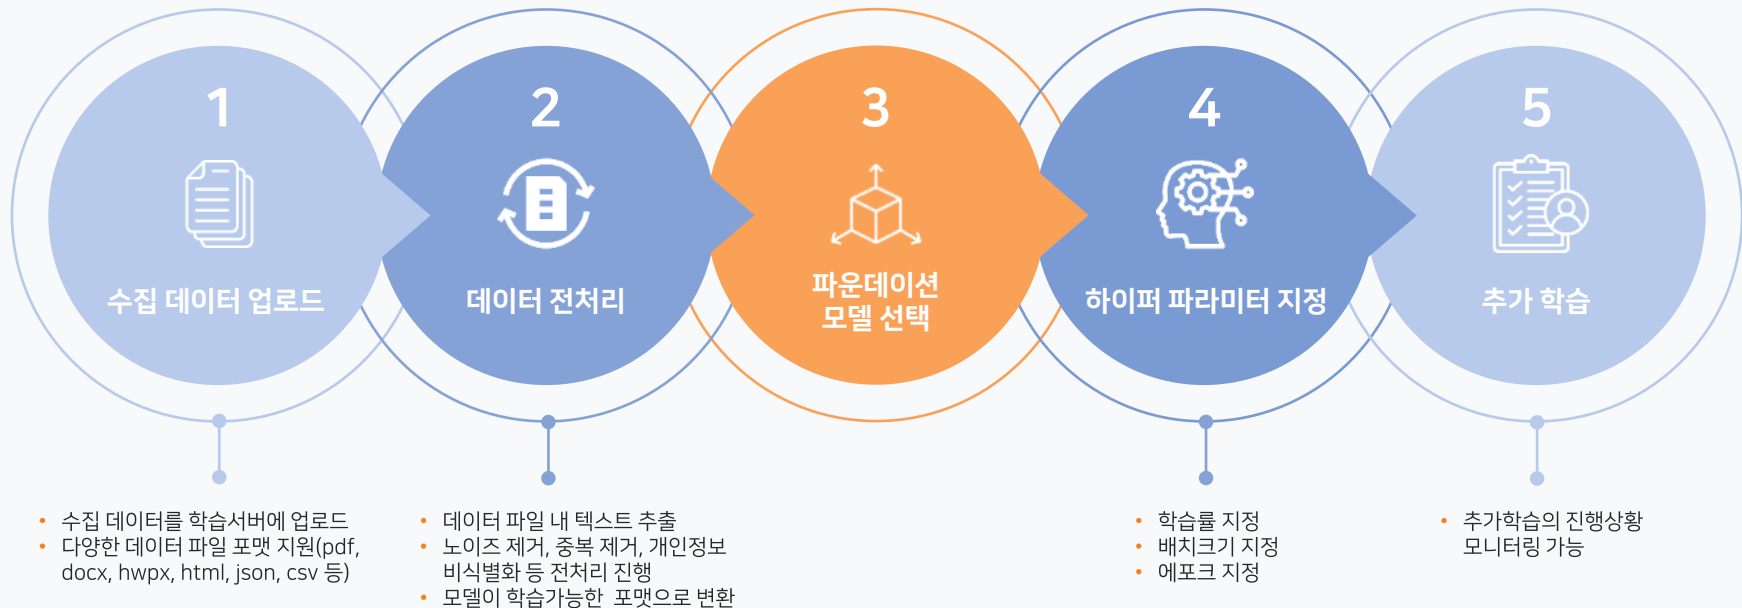 1
수집 데이터 업로드
2
데이터 전처리
3
파운데이션
모델 선택
4
하이퍼 파라미터 지정
5
추가 학습
• 수집 데이터를 학습서버에 업로드
• 다양한 데이터 파일 포맷 지원(pdf,
docx, hwpx, html, json, csv 등)
• 데이터 파일 내 텍스트 추출
• 노이즈 제거, 중복 제거, 개인정보
비식별화 등 전처리 진행
• 모델이 학습가능한 포맷으로 변환
• 학습률 지정
• 배치크기 지정
• 에포크 지정
• 추가학습의 진행상황
모니터링 가능